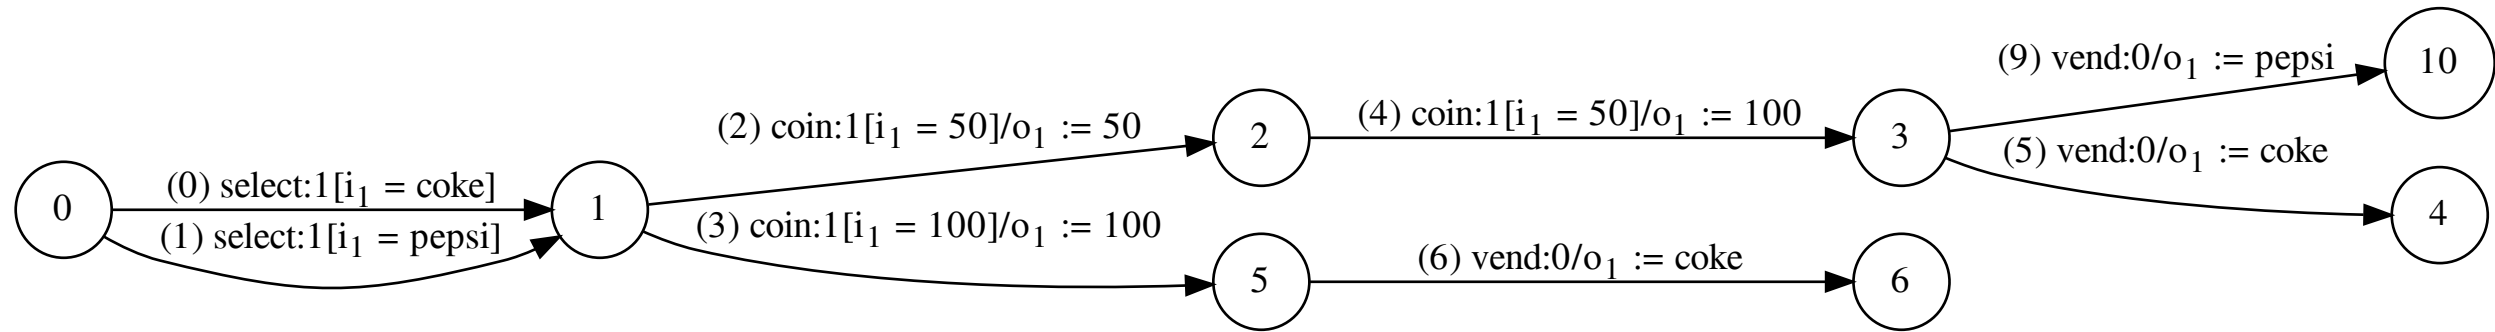 (9) vend:0/o₁ := pepsi
10
(2) coin:1[i₁ = 50]/o₁ := 50
(4) coin:1[i₁ = 50]/o₁ := 100
2
3
(5) vend:0/o₁ := coke
(0) select:1[i₁ = coke]
0
1
4
(1) select:1[i₁ = pepsi]
(3) coin:1[i₁ = 100]/o₁ := 100
(6) vend:0/o₁ := coke
5
6